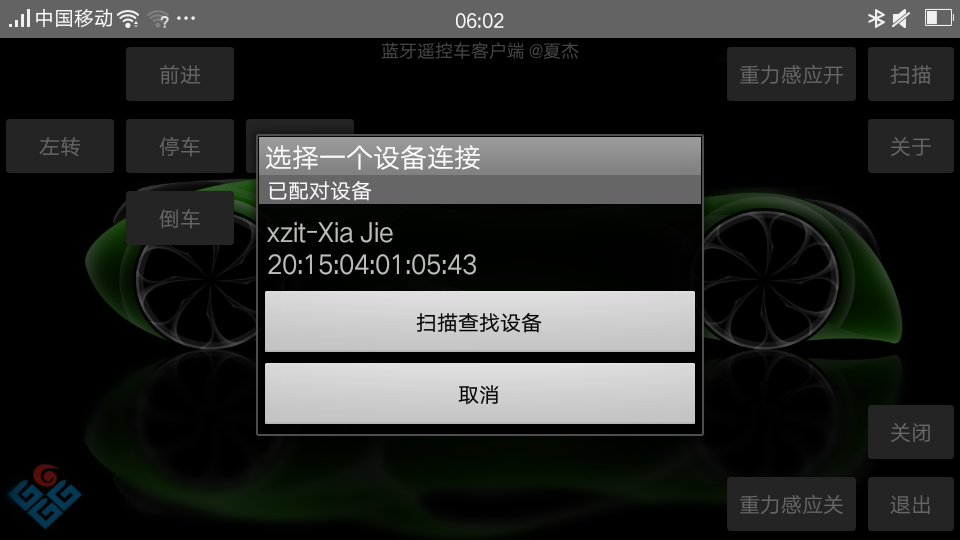 中国移动 ? ...
06:02
蓝牙遥控车客户端 @夏杰
前进
重力感应开
扫描
左转
停车
关于
倒车
选择一个设备连接
已配对设备
xzit-Xia Jie
20:15:04:01:05:43
扫描查找设备
取消
关闭
重力感应关
退出